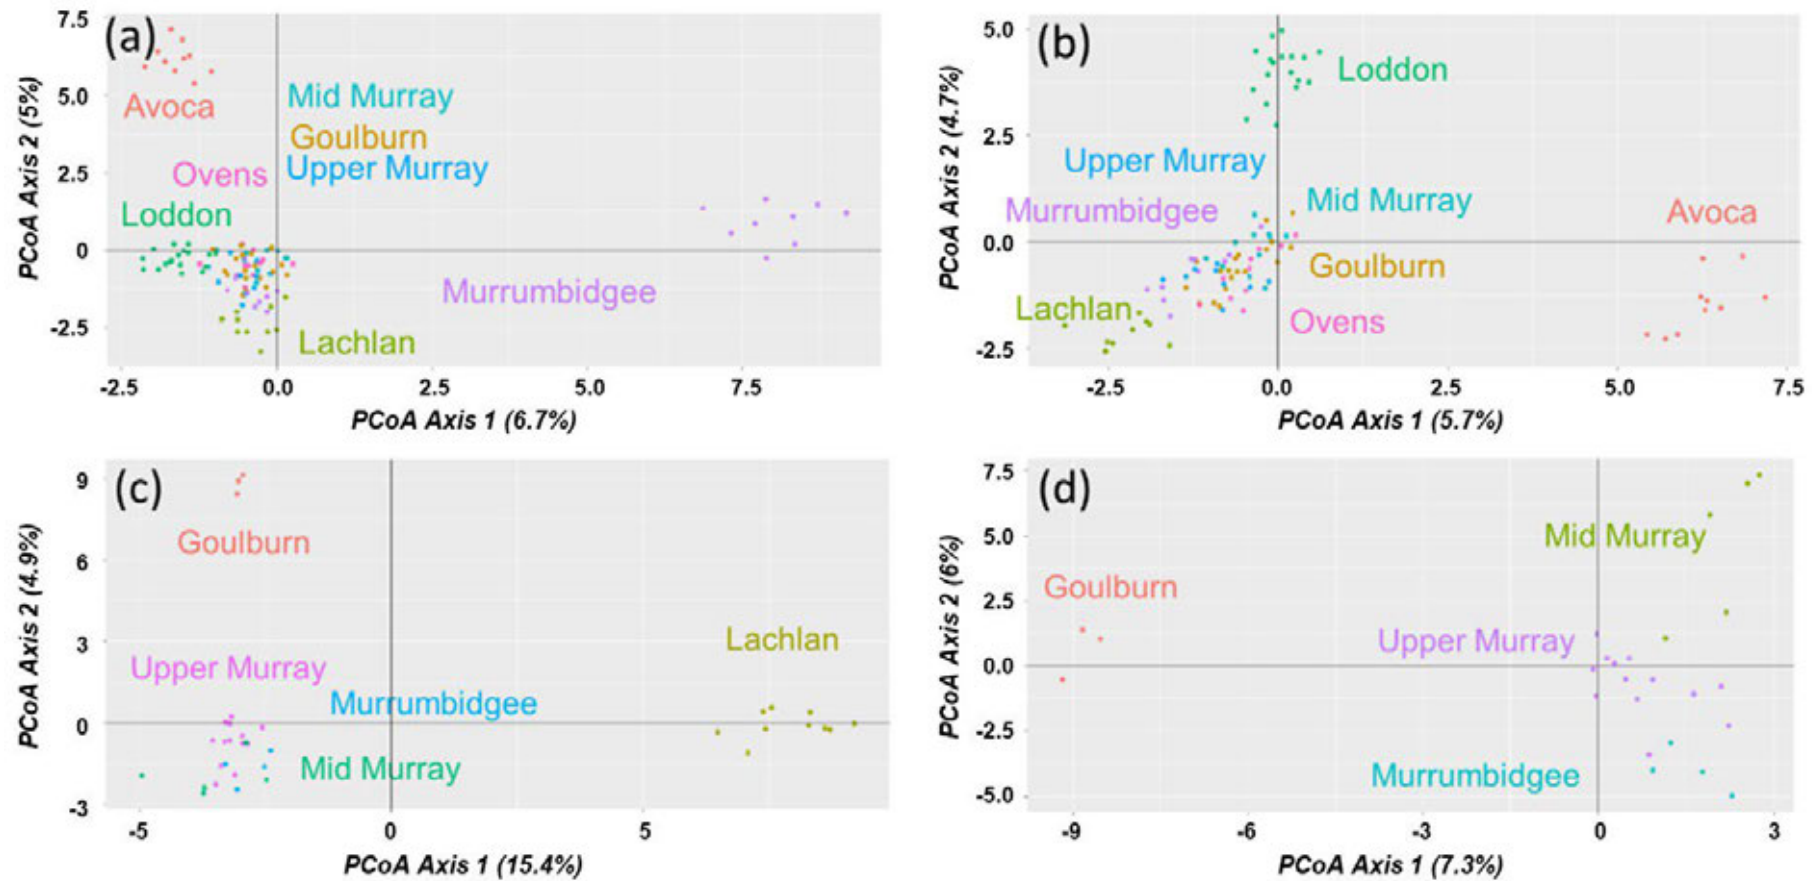 (a)
7.5
5.0
2.5
0
-2.5
PCoA Axis 2 (5%)
Avoca
Mid Murray
Goulburn
Ovens
Upper Murray
Loddon
Murrumbidgee
Lachlan
-2.5 0.0 2.5 5.0 7.5
PCoA Axis 1 (6.7%)
(b)
5.0
2.5
0.0
-2.5
PCoA Axis 2 (4.7%)
Loddon
Upper Murray
Mid Murray
Murrumbidgee
Avoca
Goulburn
Lachlan
Ovens
-2.5 0.0 2.5 5.0 7.5
PCoA Axis 1 (5.7%)
(c)
9
6
3
0
-3
PCoA Axis 2 (4.9%)
Goulburn
Lachlan
Upper Murray
Murrumbidgee
Mid Murray
-5 0 5
PCoA Axis 1 (15.4%)
(d)
7.5
5.0
2.5
0.0
-2.5
-5.0
PCoA Axis 2 (6%)
Mid Murray
Goulburn
Upper Murray
Murrumbidgee
-9 -6 -3 0 3
PCoA Axis 1 (7.3%)